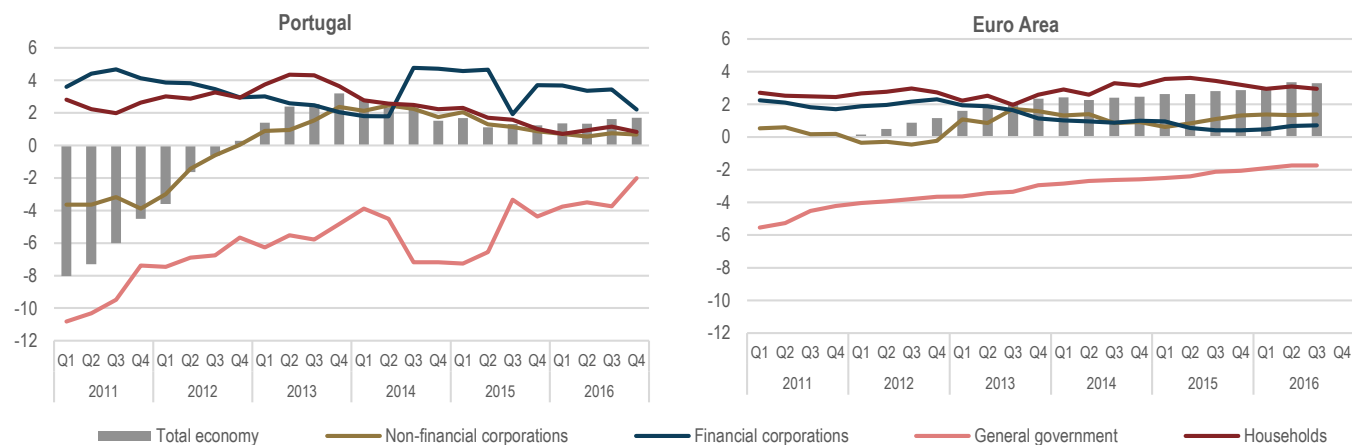 Portugal
6
4
2
0
-2
-4
-6
-8
-10
-12
Q1 Q2 Q3 Q4 Q1 Q2 Q3 Q4 Q1 Q2 Q3 Q4 Q1 Q2 Q3 Q4 Q1 Q2 Q3 Q4 Q1 Q2 Q3 Q4
2011 2012 2013 2014 2015 2016
Euro Area
6
4
2
0
-2
-4
-6
-8
-10
-12
Q1 Q2 Q3 Q4 Q1 Q2 Q3 Q4 Q1 Q2 Q3 Q4 Q1 Q2 Q3 Q4 Q1 Q2 Q3 Q4 Q1 Q2 Q3 Q4
2011 2012 2013 2014 2015 2016
Total economy Non-financial corporations Financial corporations General government Households